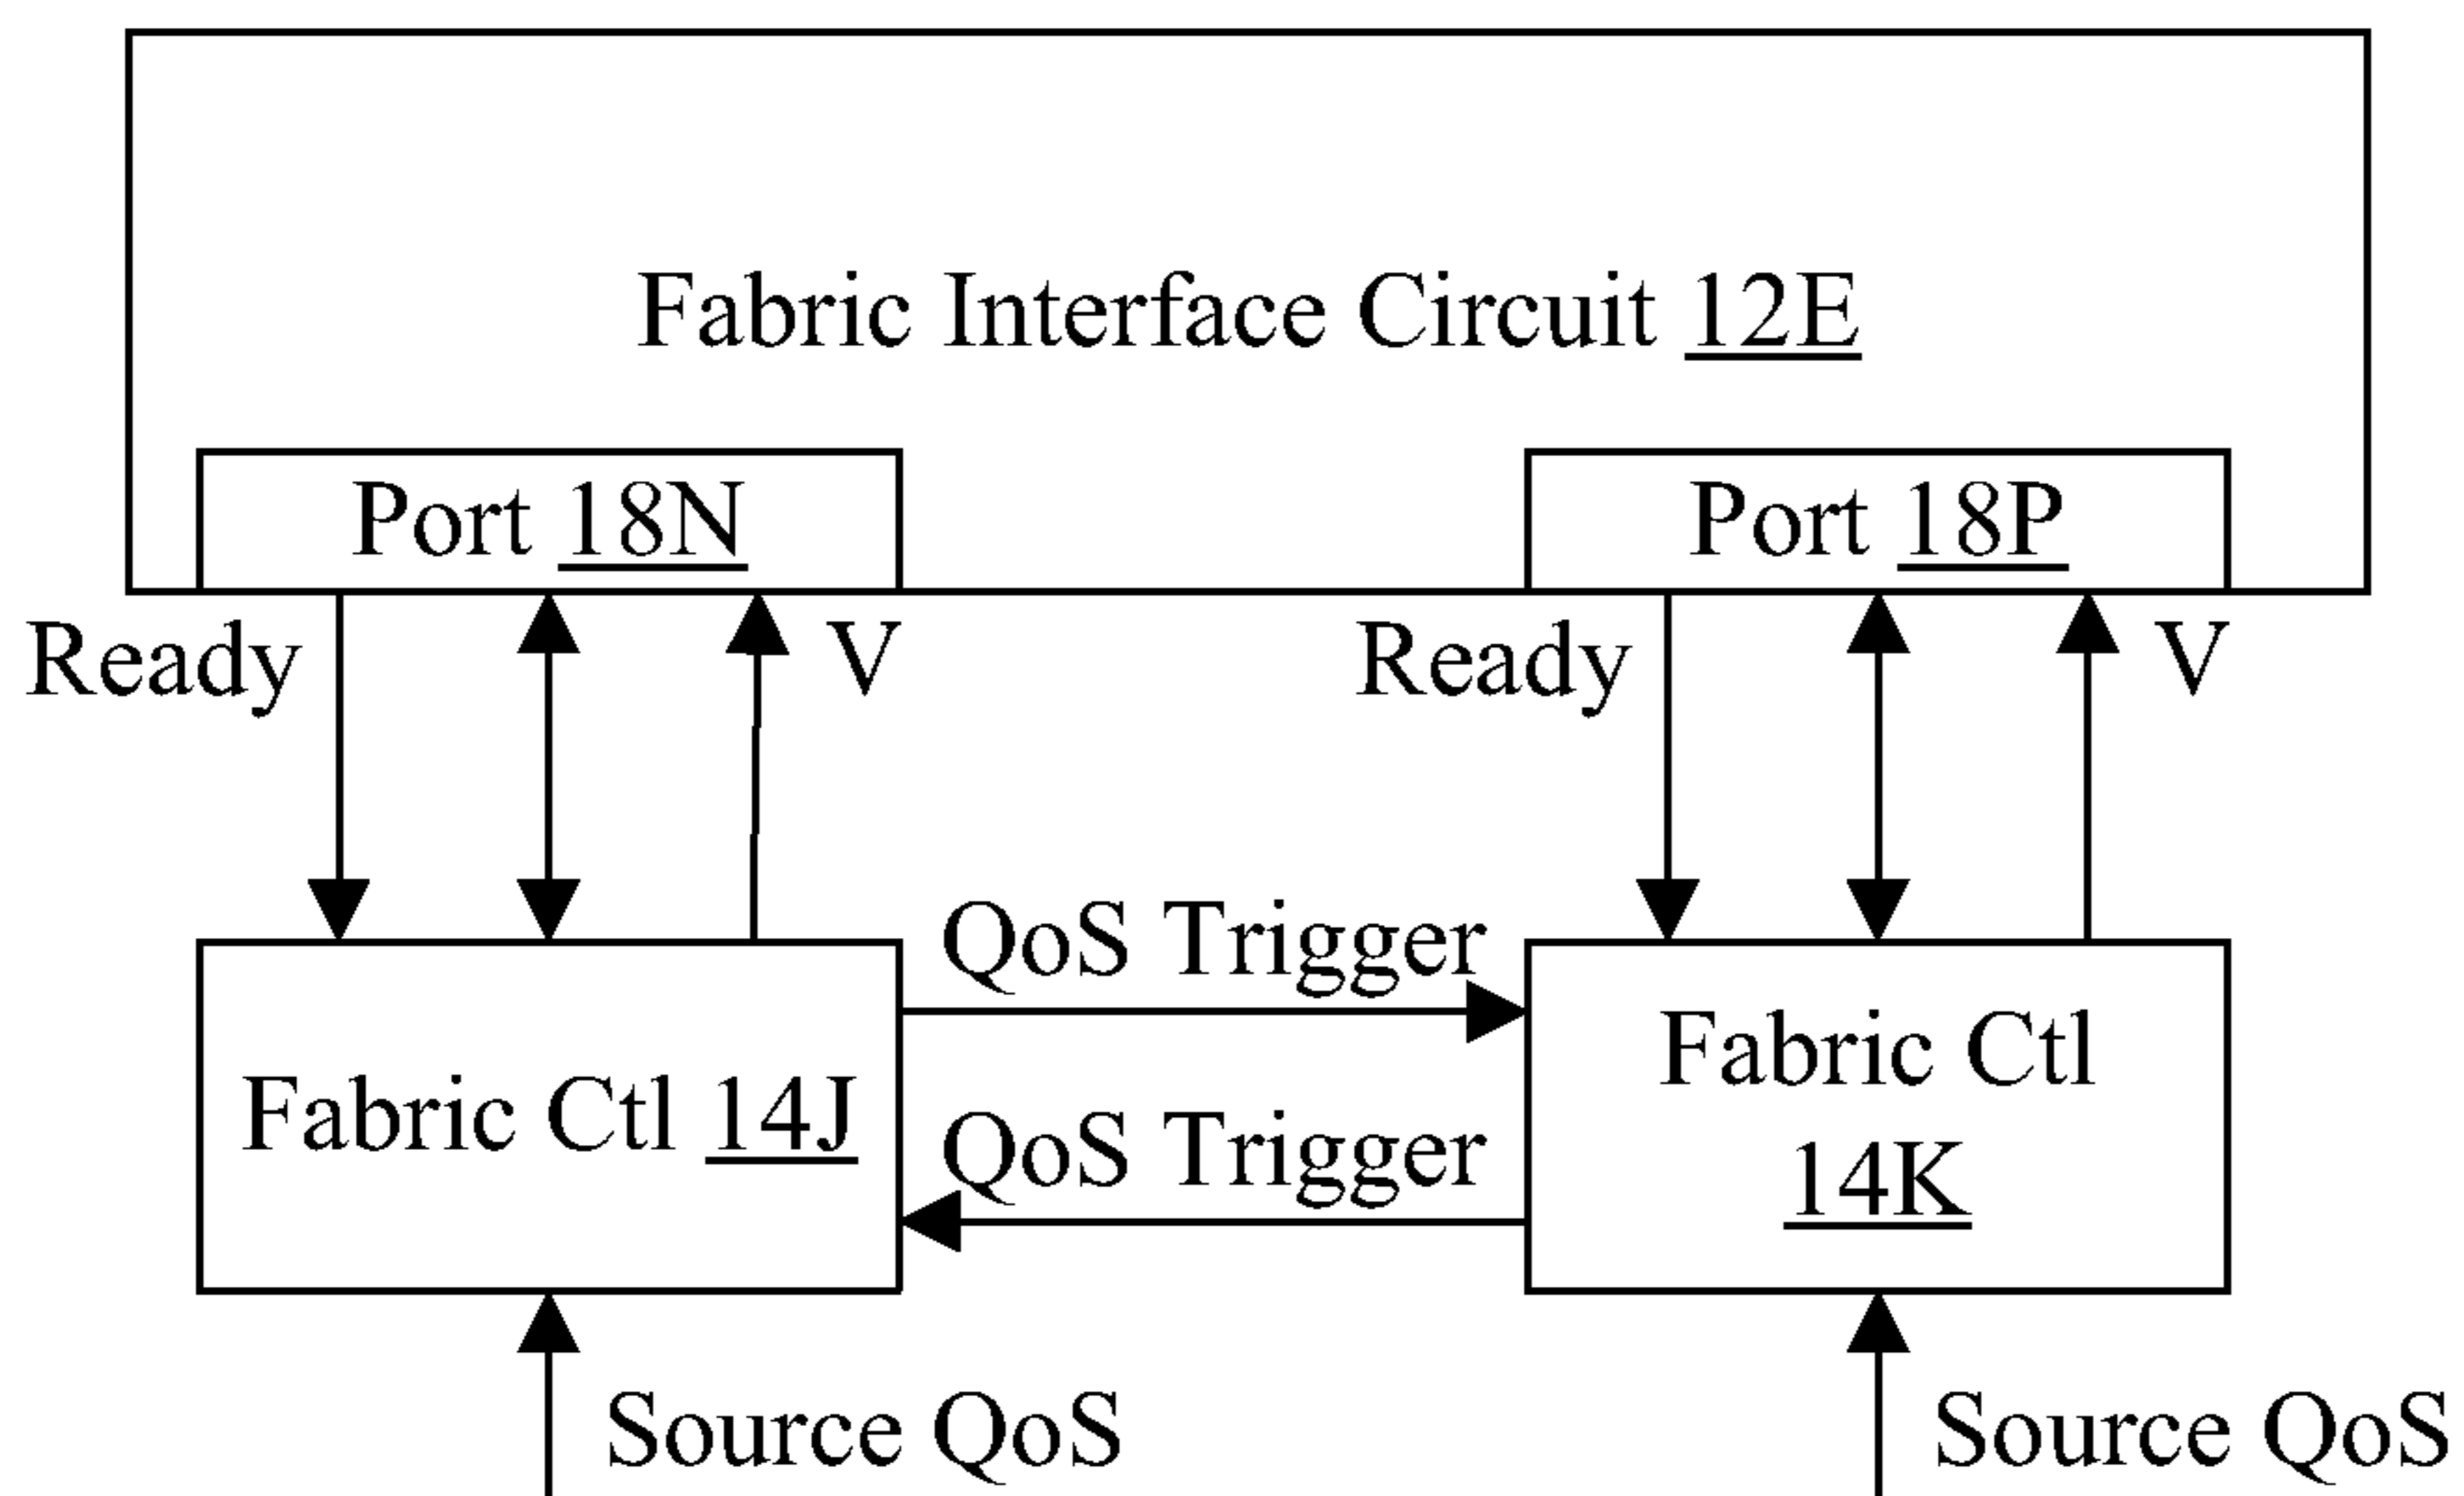 Fabric Interface Circuit 12E
Port 18N
Port 18P
Ready
V
Ready
V
QoS Trigger
Fabric Ctl 14J
QoS Trigger
Fabric Ctl
14K
Source QoS
Source QoS